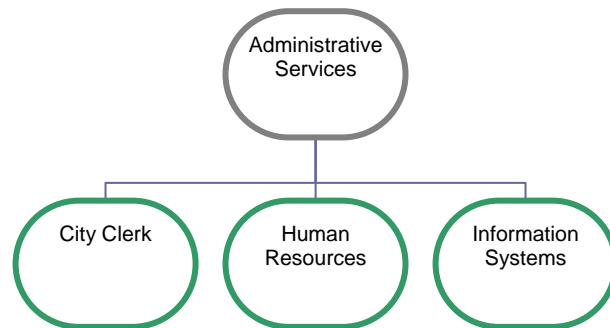 Administrative
Services
City Clerk
Human
Resources
Information
Systems